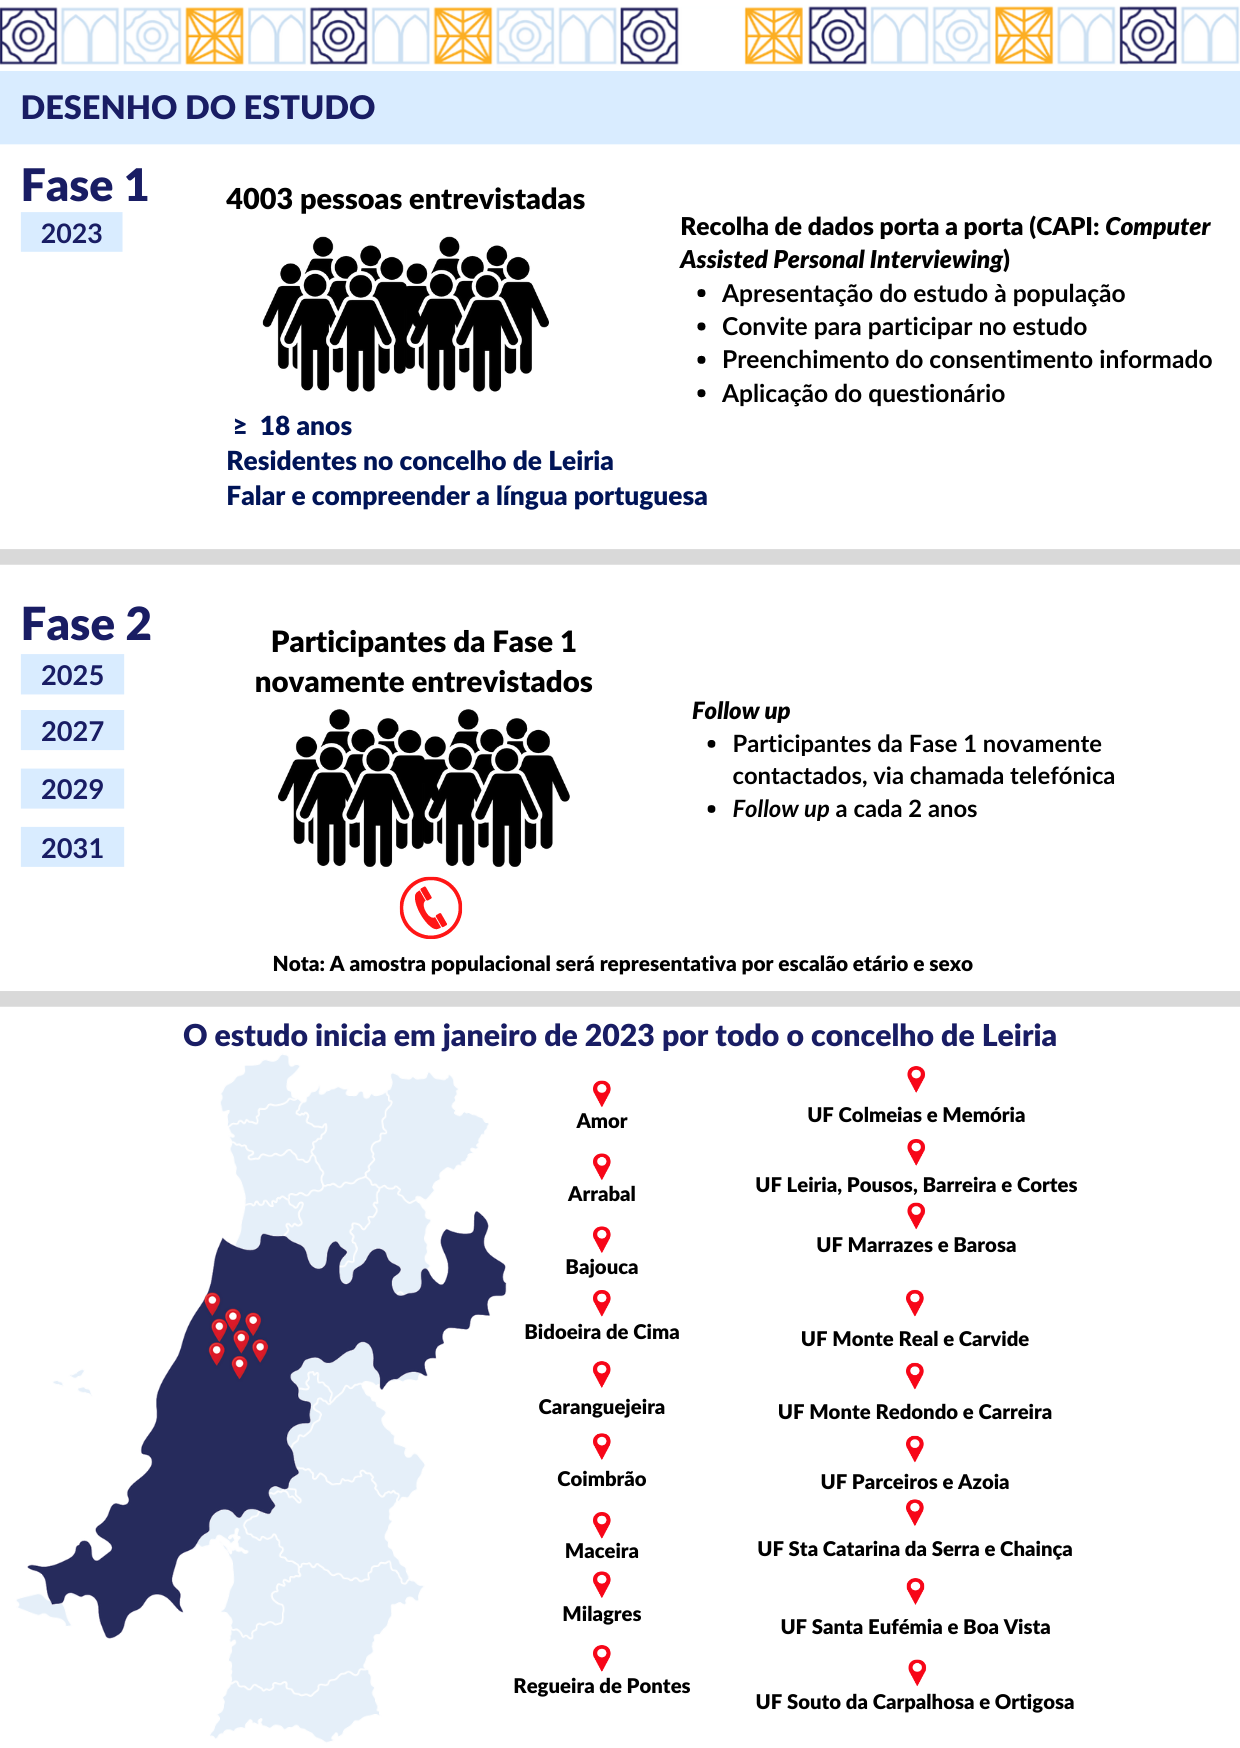 DESENHO DO ESTUDO
Fase 1
2023
4003 pessoas entrevistadas
≥ 18 anos
Residentes no concelho de Leiria
Falar e compreender a língua portuguesa
Recolha de dados porta a porta (CAPI: Computer
Assisted Personal Interviewing)
• Apresentação do estudo à população
• Convite para participar no estudo
• Preenchimento do consentimento informado
• Aplicação do questionário
Fase 2
2025
2027
2029
2031
Participantes da Fase 1
novamente entrevistados
Follow up
• Participantes da Fase 1 novamente
contactados, via chamada telefónica
• Follow up a cada 2 anos
Nota: A amostra populacional será representativa por escalão etário e sexo
O estudo inicia em janeiro de 2023 por todo o concelho de Leiria
Amor
Arrabal
Bajouca
Bidoeira de Cima
Caranguejeira
Coimbrão
Maceira
Milagres
Regueira de Pontes
UF Colmeias e Memória
UF Leiria, Pousos, Barreira e Cortes
UF Marrazes e Barosa
UF Monte Real e Carvide
UF Monte Redondo e Carreira
UF Parceiros e Azoia
UF Sta Catarina da Serra e Chainça
UF Santa Eufémia e Boa Vista
UF Souto da Carpalhosa e Ortigosa